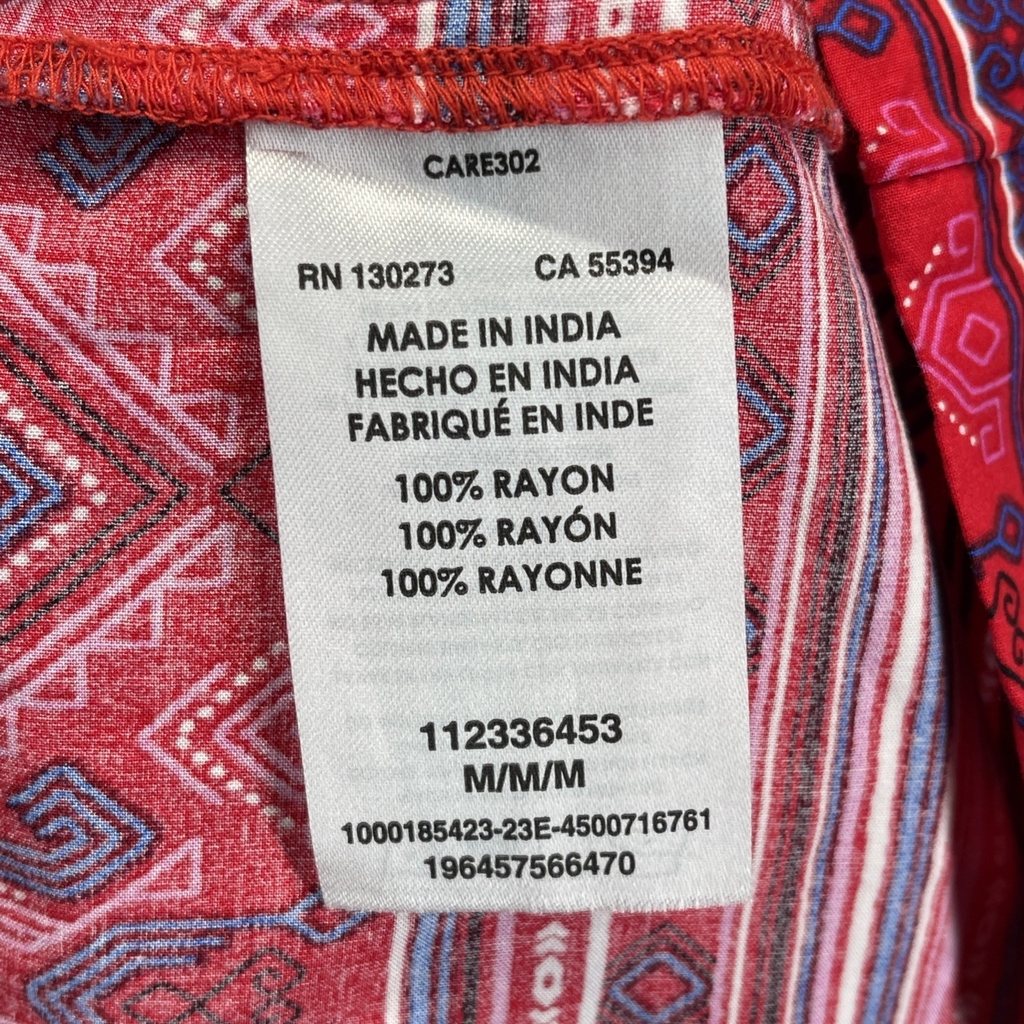 CARE302
RN 130273 CA 55394
MADE IN INDIA
HECHO EN INDIA
FABRIQUÉ EN INDE
100% RAYON
100% RAYÓN
100% RAYONNE
112336453
M/M/M
1000185423-23E-4500716761
196457566470